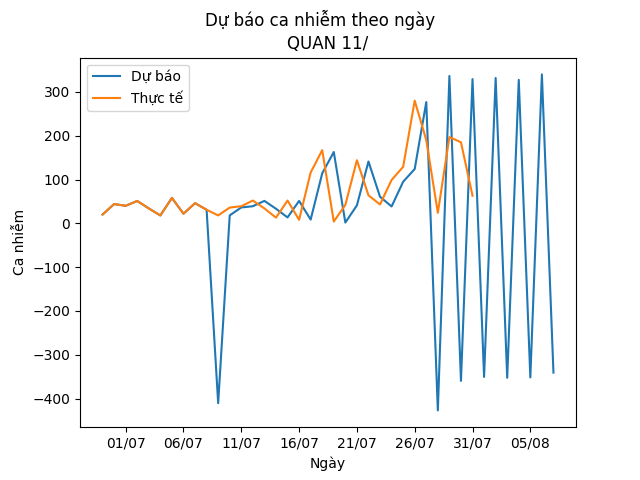 Dự báo ca nhiễm theo ngày
QUAN 11/
Dự báo
Thực tế
300
200
100
0
−100
−200
−300
−400
Ca nhiễm
01/07
06/07
11/07
16/07
21/07
26/07
31/07
05/08
Ngày